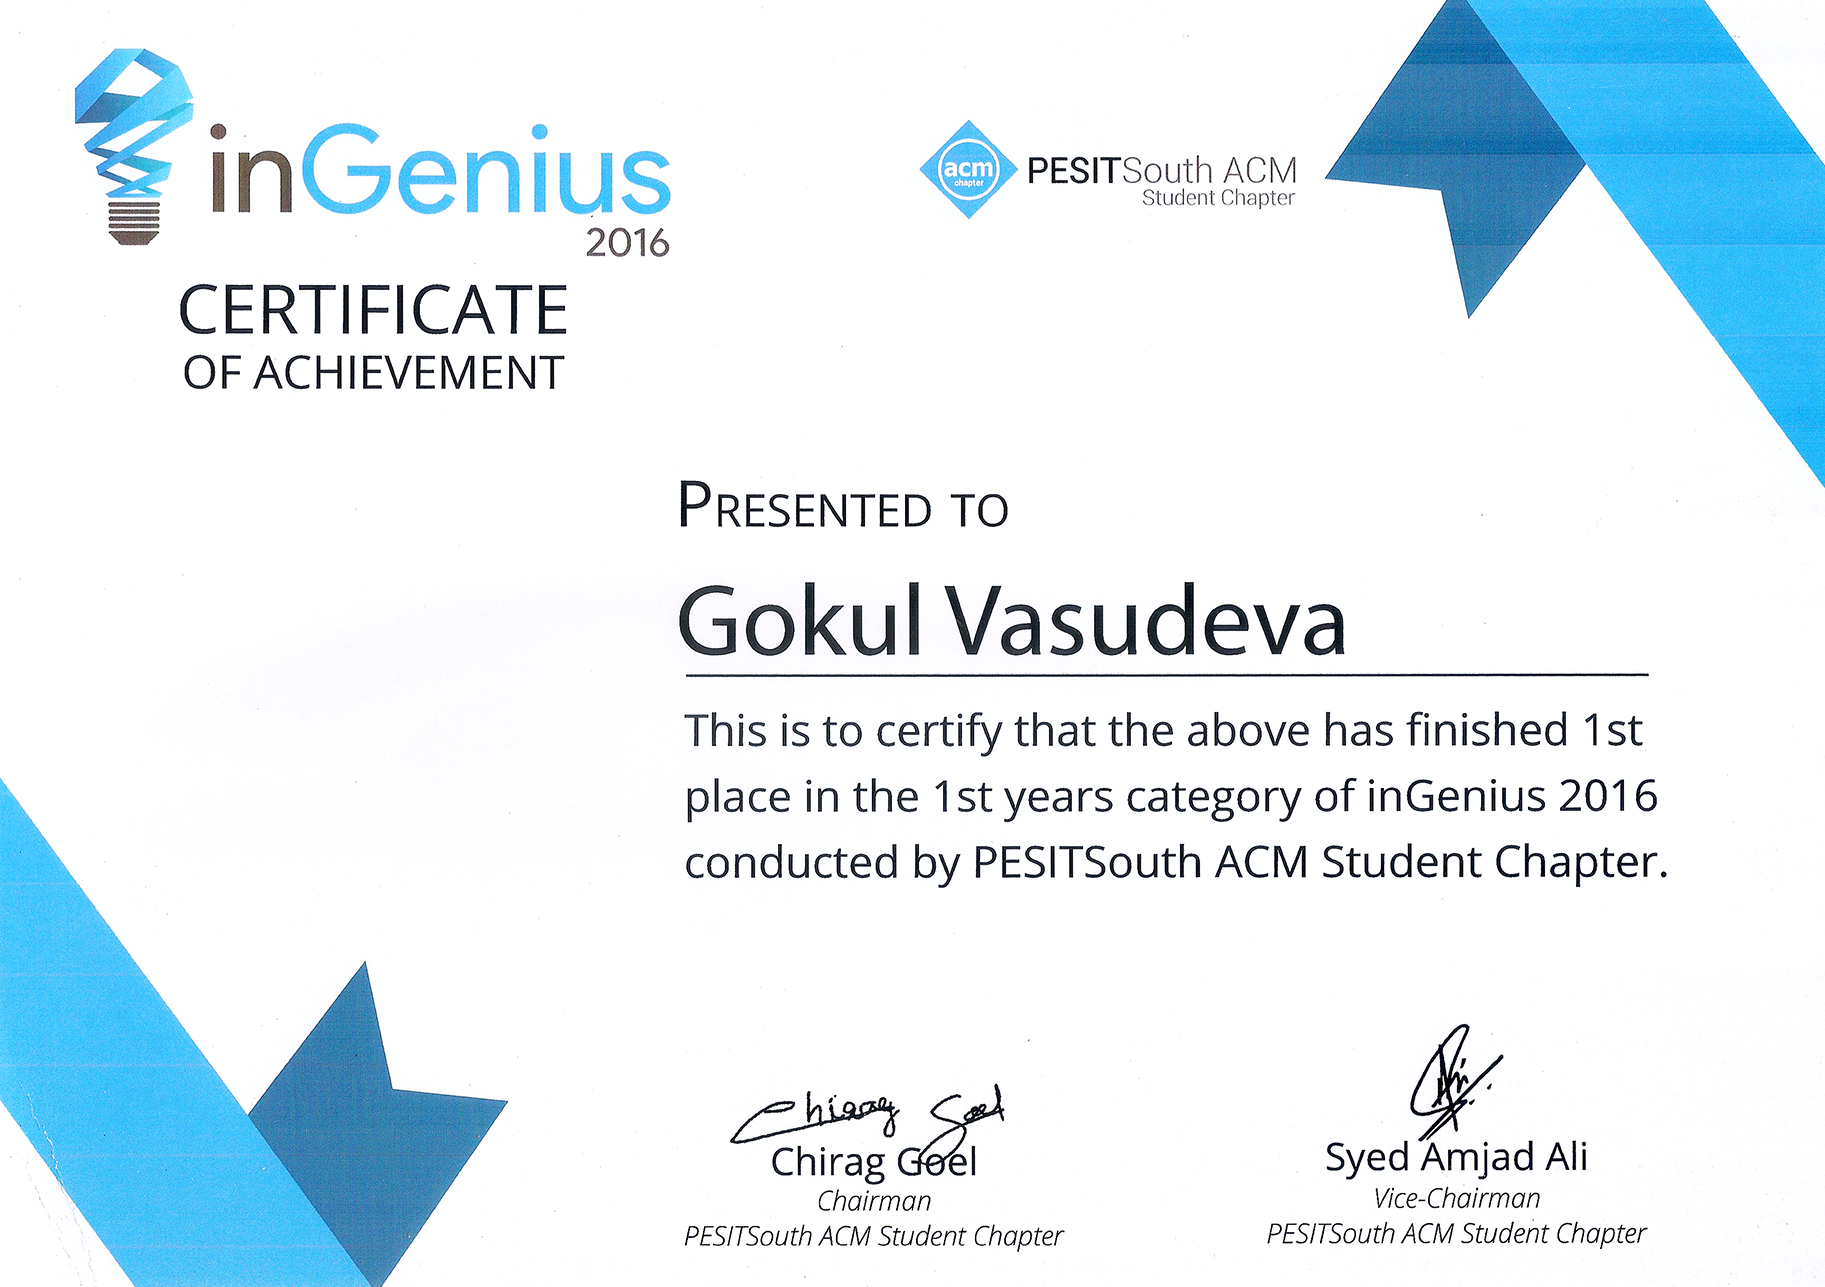 inGenius
2016
CERTIFICATE
OF ACHIEVEMENT
acm
chapter
PESITSouth ACM
Student Chapter
PRESENTED TO
Gokul Vasudeva
This is to certify that the above has finished 1st
place in the 1st years category of inGenius 2016
conducted by PESITSouth ACM Student Chapter.
Chirag Goel
Chirag Goel
Chairman
PESITSouth ACM Student Chapter
Syed Amjad Ali
Vice-Chairman
PESITSouth ACM Student Chapter